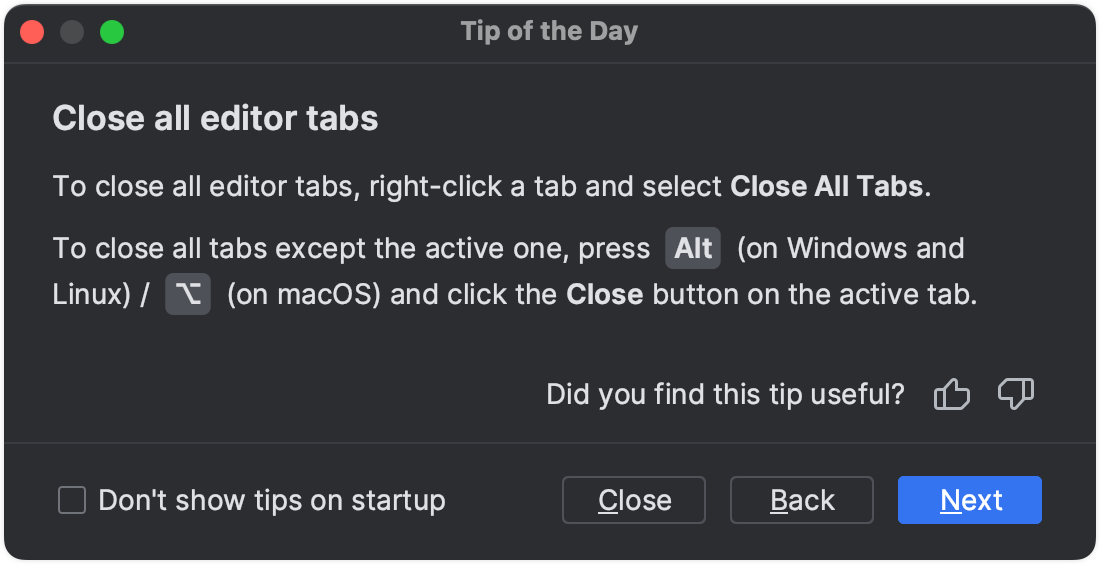 Tip of the Day
Close all editor tabs
To close all editor tabs, right-click a tab and select Close All Tabs.
To close all tabs except the active one, press Alt (on Windows and
Linux) / ⌥ (on macOS) and click the Close button on the active tab.
Did you find this tip useful?
Don't show tips on startup
Close
Back
Next